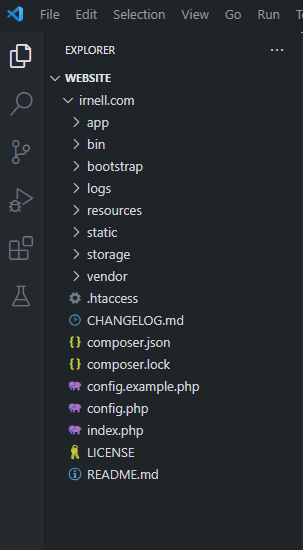 File Edit Selection View Go Run
EXPLORER
WEBSITE
irnell.com
app
bin
bootstrap
logs
resources
static
storage
vendor
.htaccess
CHANGELOG.md
composer.json
composer.lock
config.example.php
config.php
index.php
LICENSE
README.md